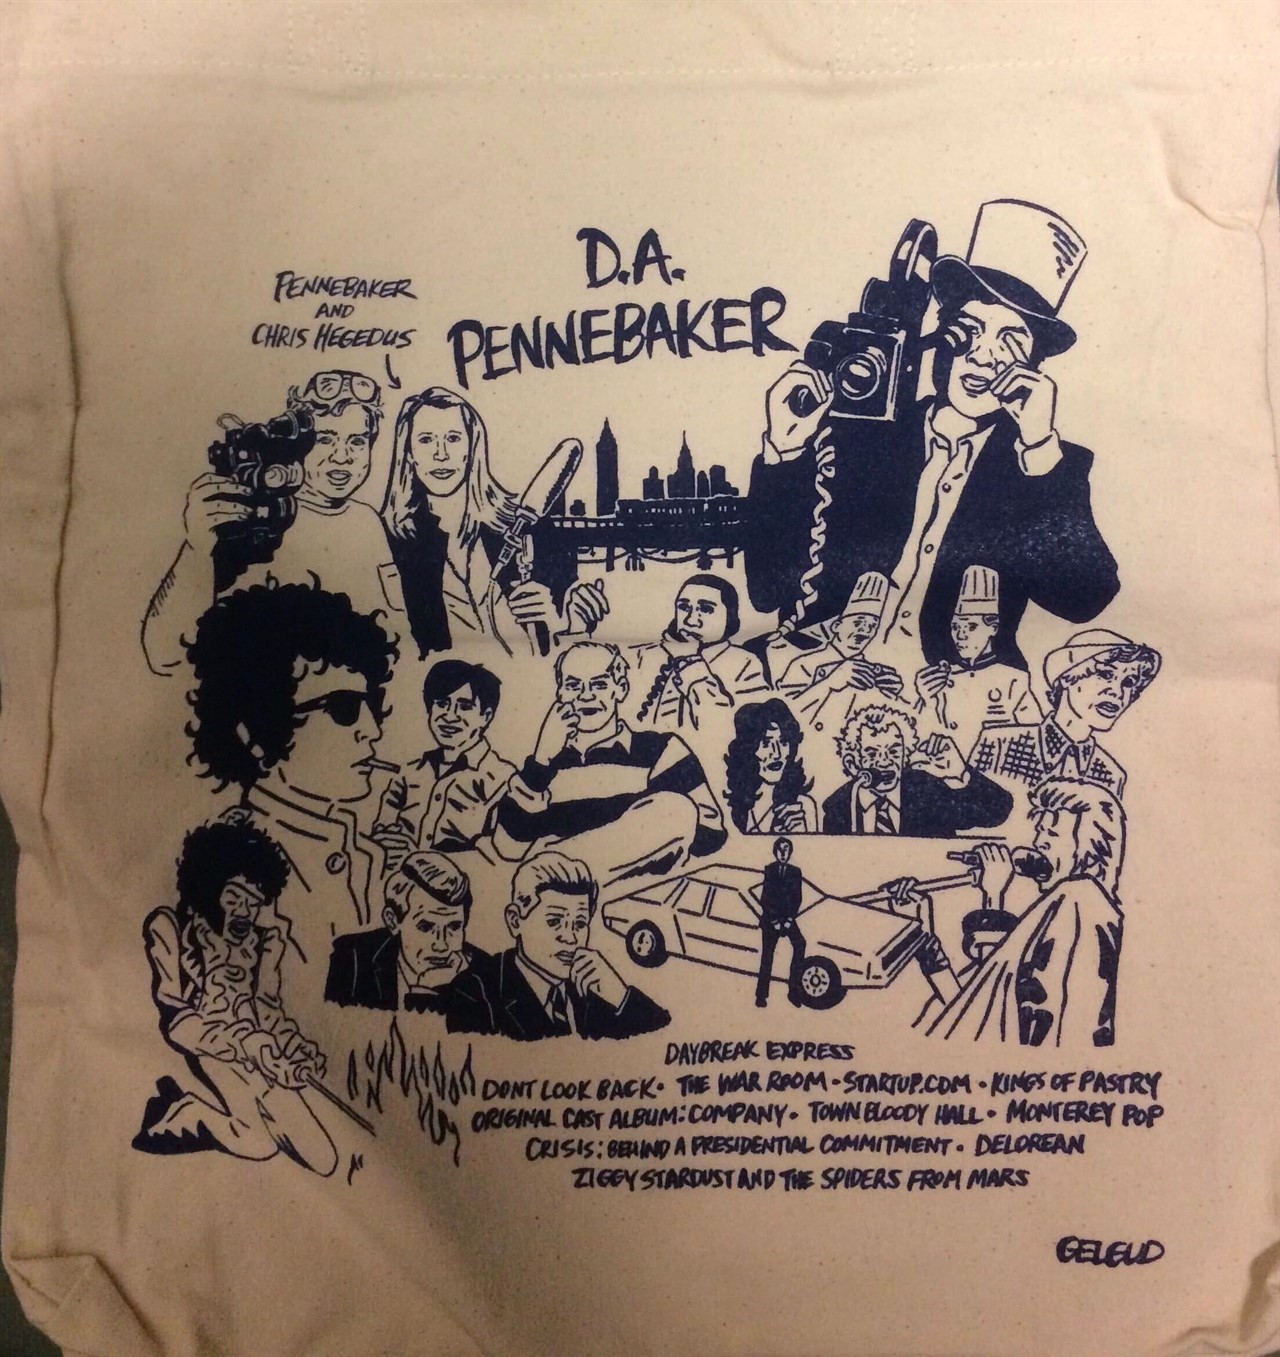 D.A.
PENNEBAKER
PENNEBAKER
AND
CHRIS HEGEDUS
DAYBREAK EXPRESS
DONT LOOK BACK • THE WAR ROOM • STARTUP.COM • KINGS OF PASTRY
ORIGINAL CAST ALBUM: COMPANY • TOWN BLOODY HALL • MONTEREY POP
CRISIS: BEHIND A PRESIDENTIAL COMMITMENT • DELOREAN
ZIGGY STARDUST AND THE SPIDERS FROM MARS
GELGUD